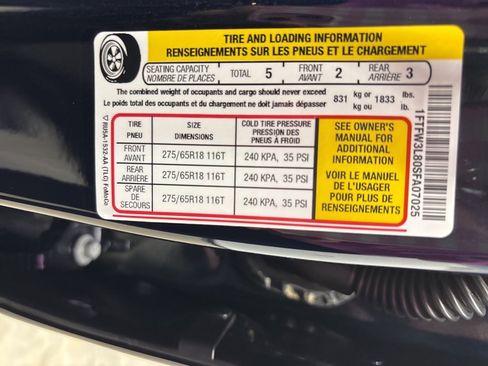 TIRE AND LOADING INFORMATION
RENSEIGNEMENTS SUR LES PNEUS ET LE CHARGEMENT
SEATING CAPACITY
NOMBRE DE PLACES
TOTAL 5
FRONT
AVANT 2
REAR
ARRIÈRE 3
The combined weight of occupants and cargo should never exceed 831 kg or 1833 lbs.
Le poids total des occupants et du chargement ne doit jamais dépasser kg ou lb.
TIRE
PNEU
SIZE
DIMENSIONS
COLD TIRE PRESSURE
PRESSION DES
PNEUS À FROID
FRONT
AVANT
275/65R18 116T
240 KPA, 35 PSI
REAR
ARRIÈRE
275/65R18 116T
240 KPA, 35 PSI
SPARE
DE
SECOURS
275/65R18 116T
240 KPA, 35 PSI
SEE OWNER'S
MANUAL FOR
ADDITIONAL
INFORMATION
VOIR LE MANUEL
DE L'USAGER
POUR PLUS DE
RENSEIGNEMENTS
1FTFW3L80SFA07025